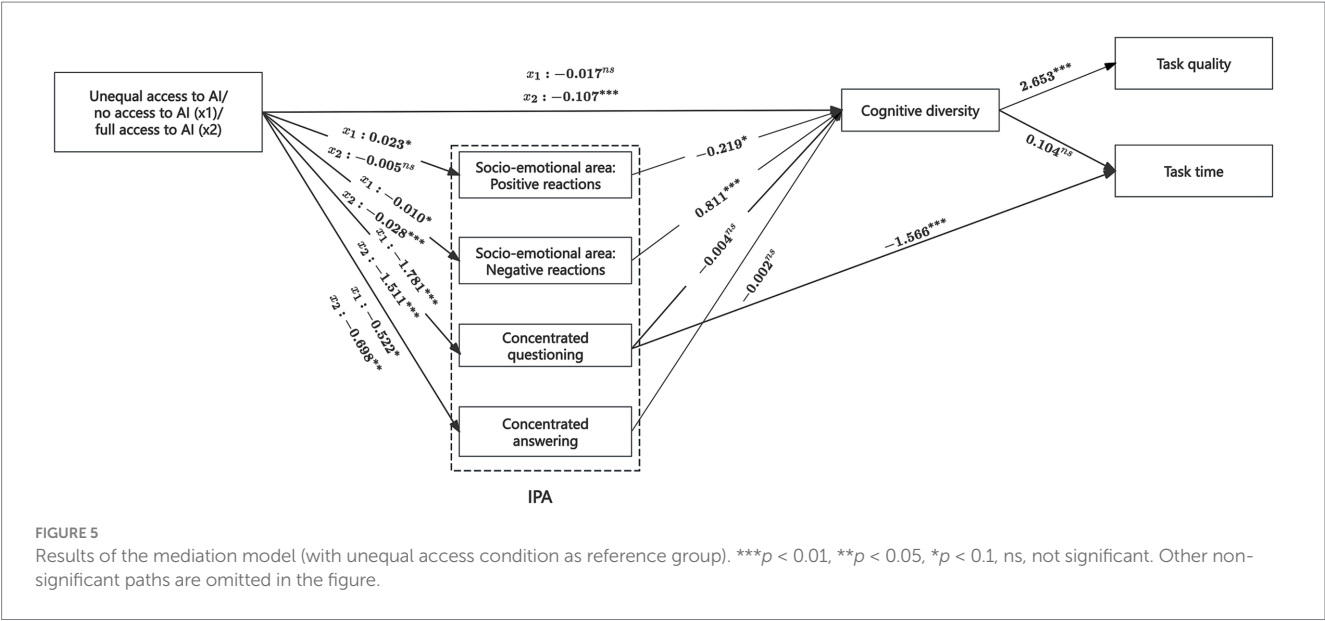 Unequal access to AI/
no access to AI (x1)/
full access to AI (x2)
x₁ : −0.017ⁿˢ
x₂ : −0.107***
Cognitive diversity
2.653***
0.104ⁿˢ
Task quality
Task time
x₁ : 0.023*
x₂ : −0.005ⁿˢ
x₁ : −0.010*
x₂ : −0.028***
x₁ : −1.781***
x₂ : −1.511***
x₁ : −0.522*
x₂ : −0.698**
Socio-emotional area:
Positive reactions
Socio-emotional area:
Negative reactions
Concentrated
questioning
Concentrated
answering
IPA
−0.219*
0.811***
−0.004ⁿˢ
−0.002ⁿˢ
−1.566***
FIGURE 5
Results of the mediation model (with unequal access condition as reference group). ***p < 0.01, **p < 0.05, *p < 0.1, ns, not significant. Other non-
significant paths are omitted in the figure.